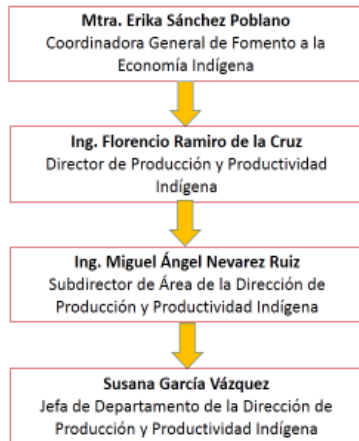 Mtra. Erika Sánchez Poblano
Coordinadora General de Fomento a la
Economía Indígena
Ing. Florencio Ramiro de la Cruz
Director de Producción y Productividad
Indígena
Ing. Miguel Ángel Nevarez Ruiz
Subdirector de Área de la Dirección de
Producción y Productividad Indígena
Susana García Vázquez
Jefa de Departamento de la Dirección de
Producción y Productividad Indígena